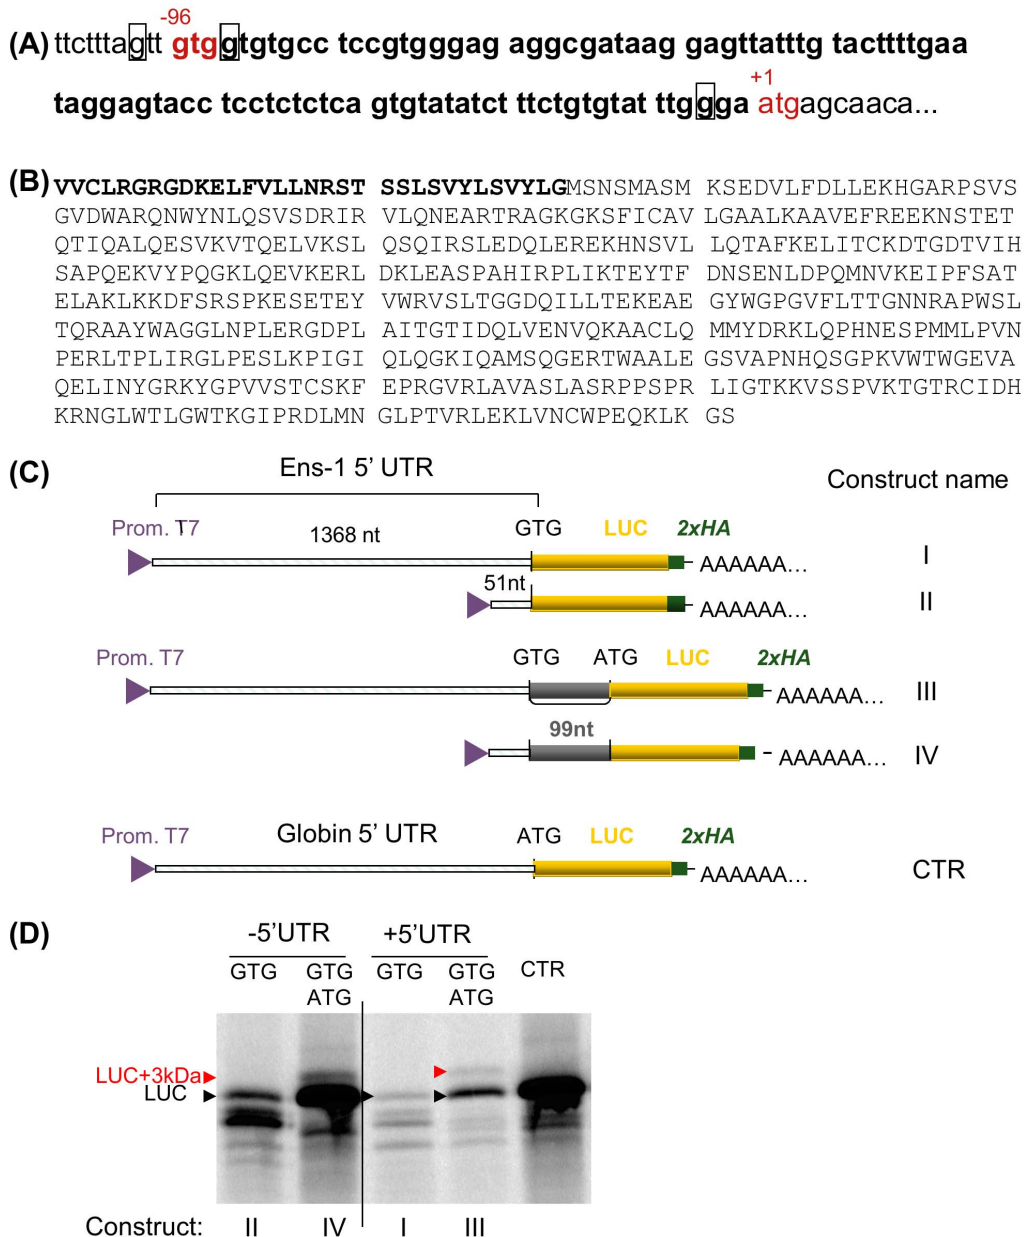 -96
(A) ttctttagtt gtggtgtgcc tccgtgggag aggcgataag gagttatttg tacttttgaa
+1
taggagtacc tcctctctca gtgtatatct ttctgtgtat ttggga atgagcaaca...
(B) VVCLRGRGDKELFVLLNRST SSLSVYLSVYLGMSNSMASM KSEDVLFDLLEKHGARPSVS
GVDWARQNWYNLQSVSDRIR VLQNEARTRAGKGKSFICAV LGAALKAAVEFREEKNSTET
QTIQALQESVKVTQELVKSL QSQIRSLEDQLEREKHNSVL LQTAFKELITCKDTGDTVIH
SAPQEKVYPQGKLQEVKERL DKLEASPAHIRPLIKTEYTF DNSENLDPQMNVKEIPFSAT
ELAKLKKDFSRSPKESETEY VWRVSLTGGDQILLTEKEAE GYWGPGVFLTTGNNRAPWSL
TQRAAYWAGGLNPLERGDPL AITGTIDQLVENVQKAACLQ MMYDRKLQPHNESPMMLPVN
PERLTPLIRGLPESLKPIGI QLQGKIQAMSQGERTWAALE GSVAPNHQSGPKVWTWGEVA
QELINYGRKYGPVVSTCSKF EPRGVRLAVASLASRPPSPR LIGTKKVSSPVKTGTRCIDH
KRNGLWTLGWTKGIPRDLMN GLPTVRLEKLVNCWPEQKLK GS
(C) Ens-1 5' UTR Construct name
Prom. T7 1368 nt GTG LUC 2xHA
AAAAAA... I
51nt
AAAAAA... II
Prom. T7 GTG ATG LUC 2xHA
AAAAAA... III
99nt
AAAAAA... IV
Prom. T7 Globin 5' UTR ATG LUC 2xHA
AAAAAA... CTR
(D) -5'UTR +5'UTR
GTG GTG GTG GTG CTR
ATG ATG
LUC+3kDa
LUC
Construct: II IV I III